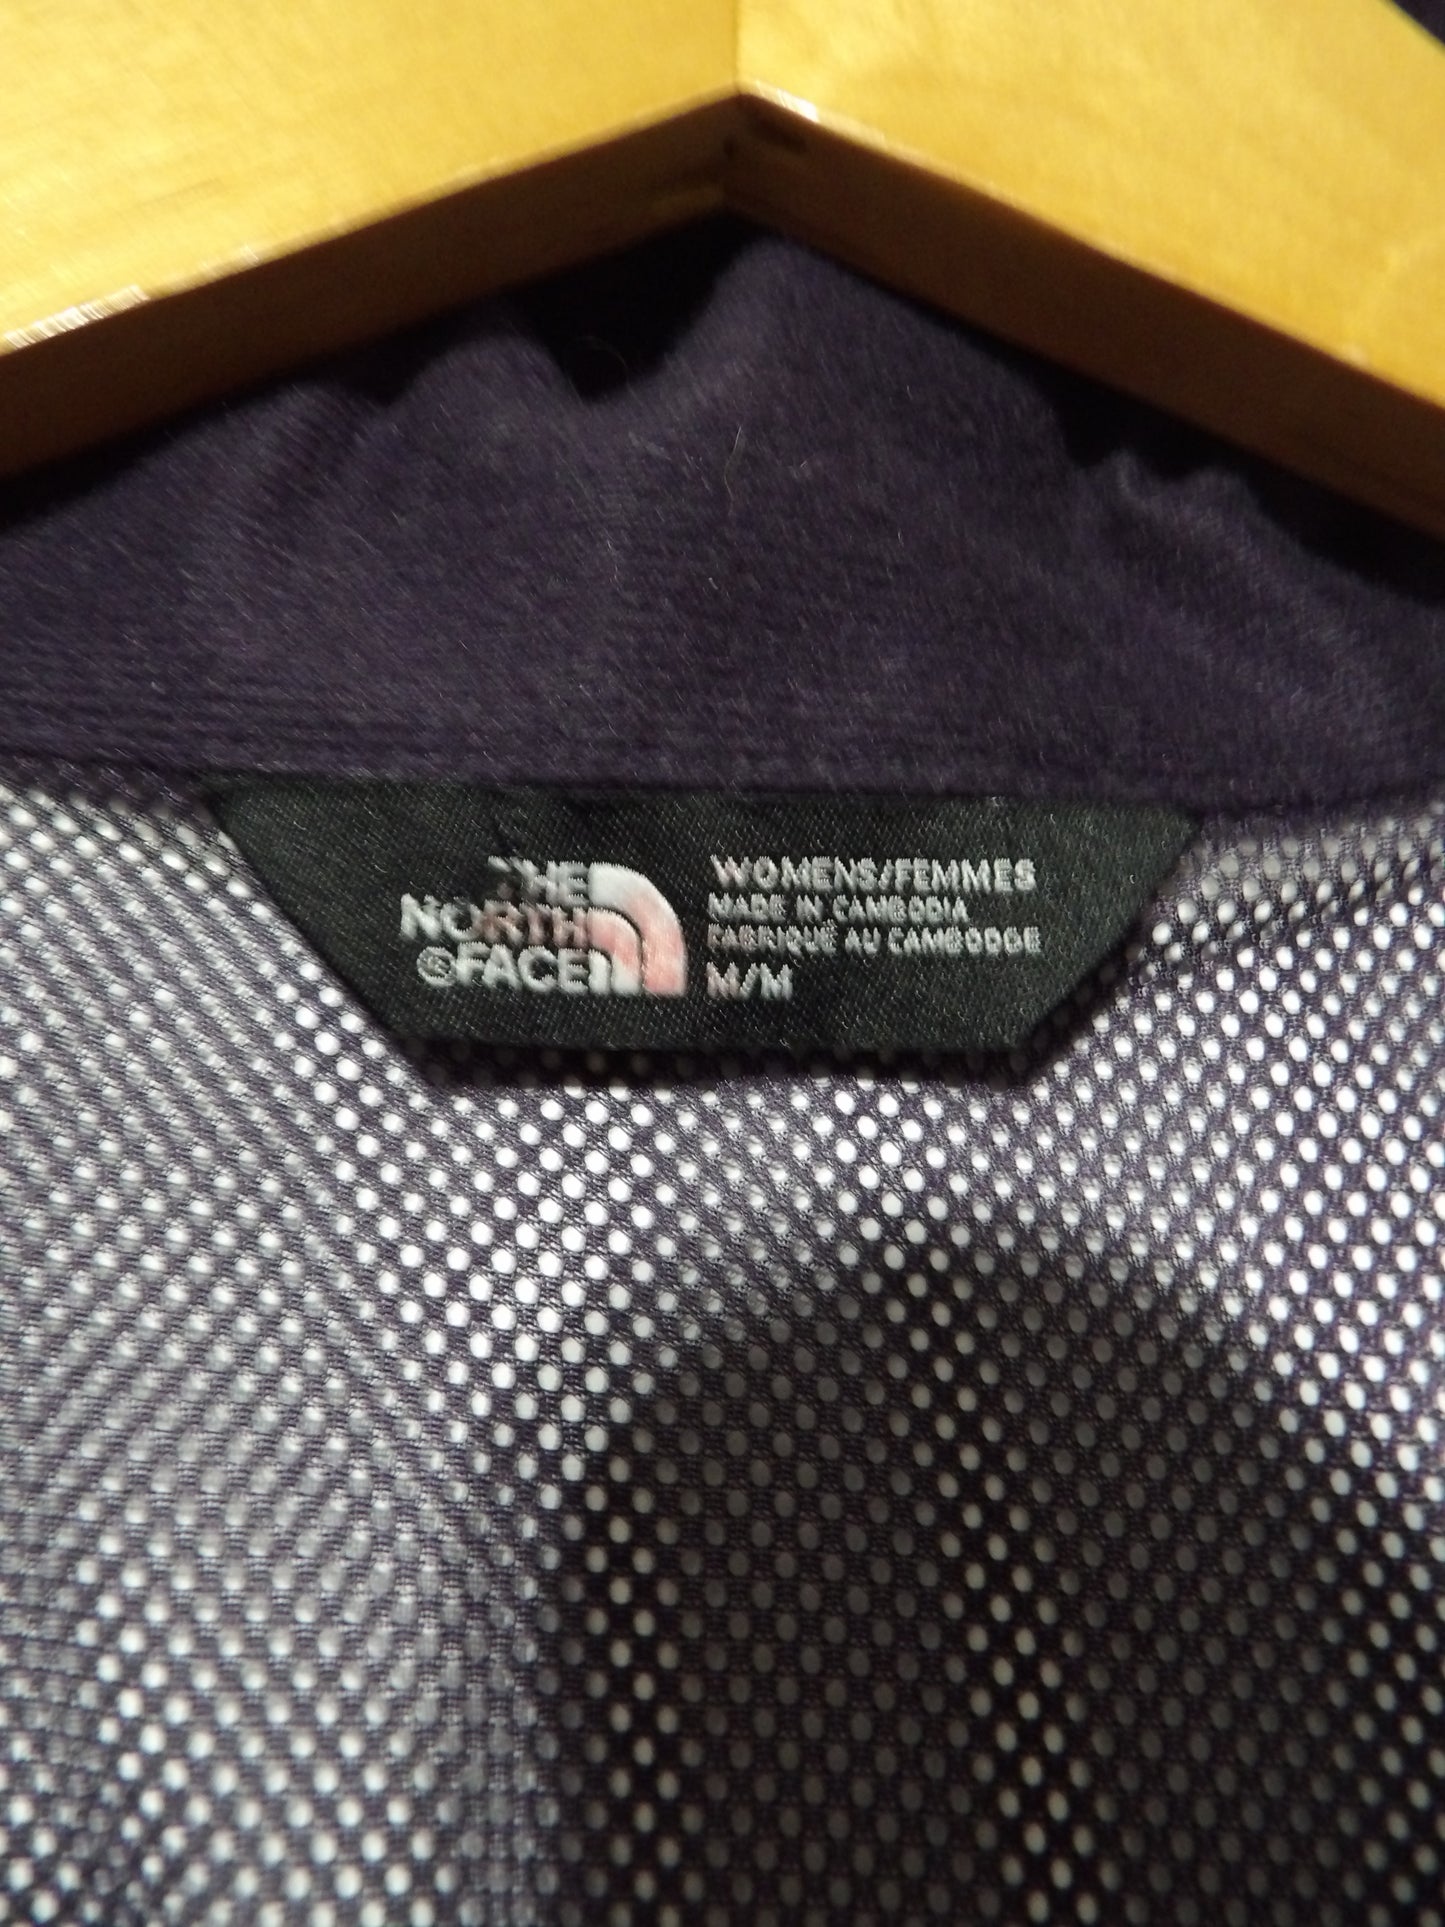 THE
NORTH
FACE
WOMENS/FEMMES
MADE IN CAMBODIA
FABRIQUÉ AU CAMBODGE
M/M